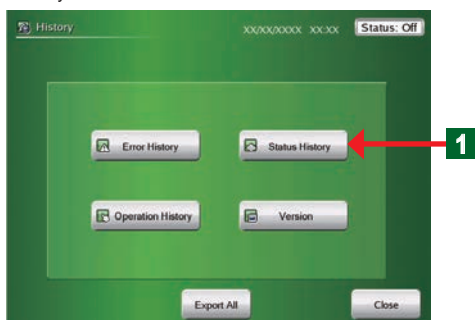 History xx/xx/xxxx xx:xx Status: Off
Error History Status History
1
Operation History Version
Export All Close